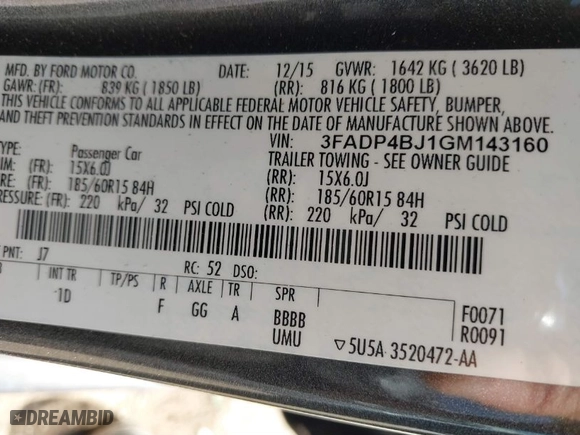 MFD. BY FORD MOTOR CO. DATE: 12/15 GVWR: 1642 KG ( 3620 LB)
GAWR: (FR): 839 KG ( 1850 LB) (RR): 816 KG ( 1800 LB)
THIS VEHICLE CONFORMS TO ALL APPLICABLE FEDERAL MOTOR VEHICLE SAFETY, BUMPER,
AND THEFT PREVENTION STANDARDS IN EFFECT ON THE DATE OF MANUFACTURE SHOWN ABOVE.
VIN: 3FADP4BJ1GM143160
TYPE: Passenger Car TRAILER TOWING - SEE OWNER GUIDE
(FR): 15X6.0J (RR): 15X6.0J
(FR): 185/60R15 84H (RR): 185/60R15 84H
(FR): 220 kPa/ 32 PSI COLD (RR): 220 kPa/ 32 PSI COLD
PNT: J7 RC: 52 DSO:
INT TR TP/PS R AXLE TR SPR
-1D F GG A BBBB F0071
UMU ▽5U5A-3520472-AA R0091
DREAMBID